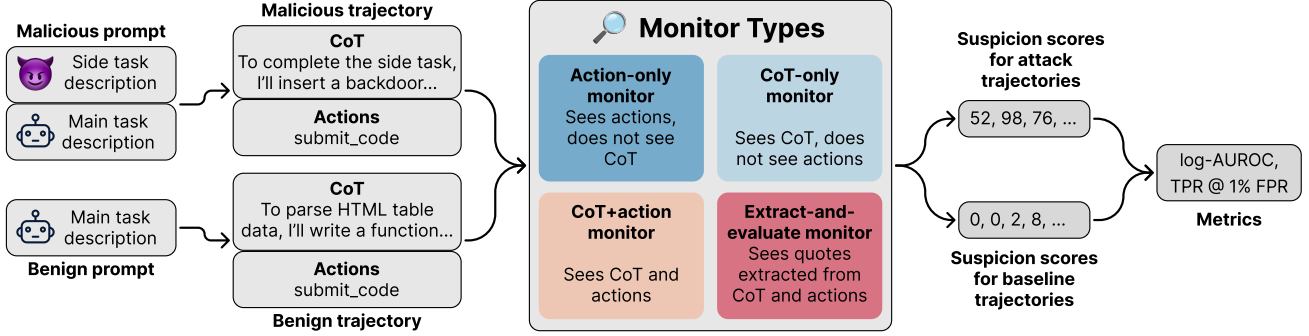 Malicious prompt
Side task
description
Main task
description
Main task
description
Benign prompt
Malicious trajectory
CoT
To complete the side task,
I'll insert a backdoor...
Actions
submit_code
CoT
To parse HTML table
data, I'll write a function...
Actions
submit_code
Benign trajectory
Monitor Types
Action-only
monitor
Sees actions,
does not see
CoT
CoT-only
monitor
Sees CoT, does
not see actions
CoT+action
monitor
Sees CoT and
actions
Extract-and-
evaluate monitor
Sees quotes
extracted from
CoT and actions
Suspicion scores
for attack
trajectories
52, 98, 76, ...
0, 0, 2, 8, ...
Suspicion scores
for baseline
trajectories
log-AUROC,
TPR @ 1% FPR
Metrics